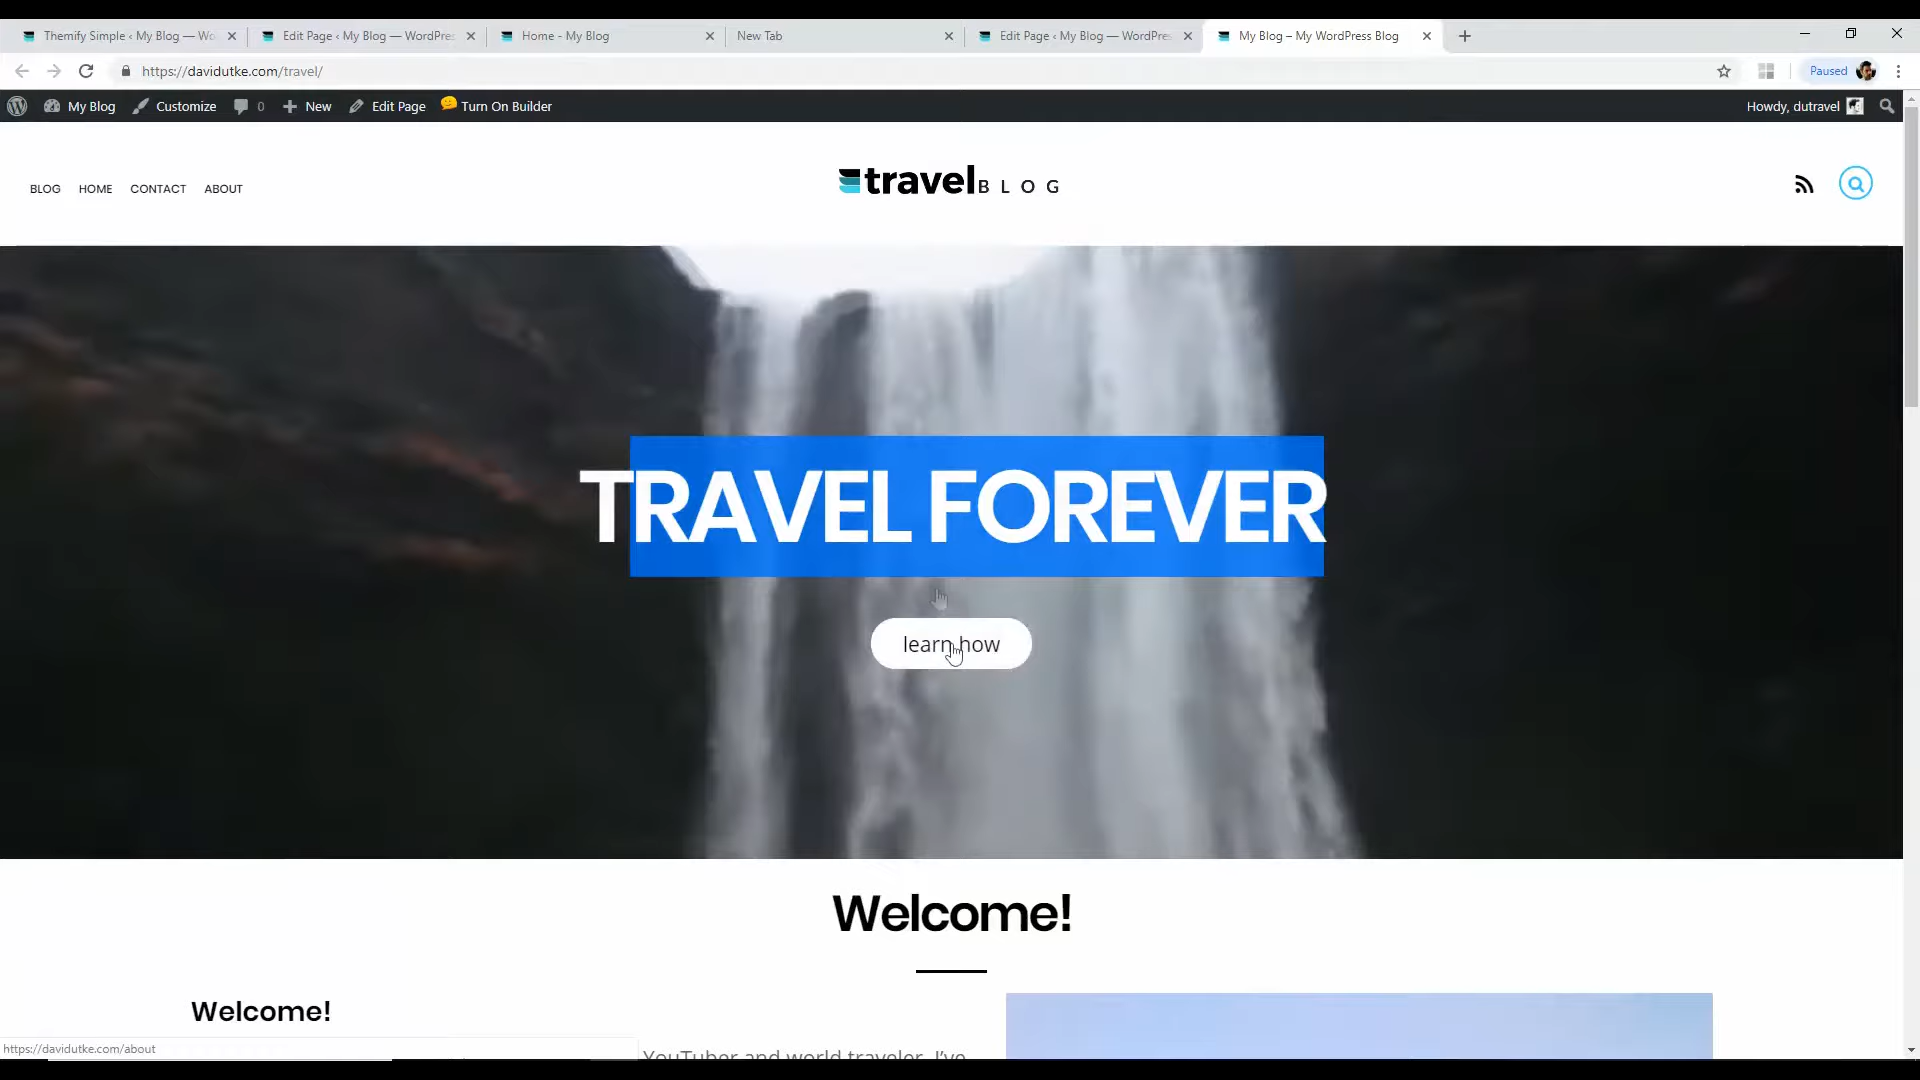 Themify Simple ‹ My Blog — Wo
Edit Page ‹ My Blog — WordPres
Home - My Blog
New Tab
Edit Page ‹ My Blog — WordPres
My Blog – My WordPress Blog
https://davidutke.com/travel/
Paused
My Blog
Customize
0
New
Edit Page
Turn On Builder
Howdy, dutravel
BLOG
HOME
CONTACT
ABOUT
travel BLOG
TRAVEL FOREVER
learn how
Welcome!
Welcome!
YouTuber and world traveler. I've
https://davidutke.com/about